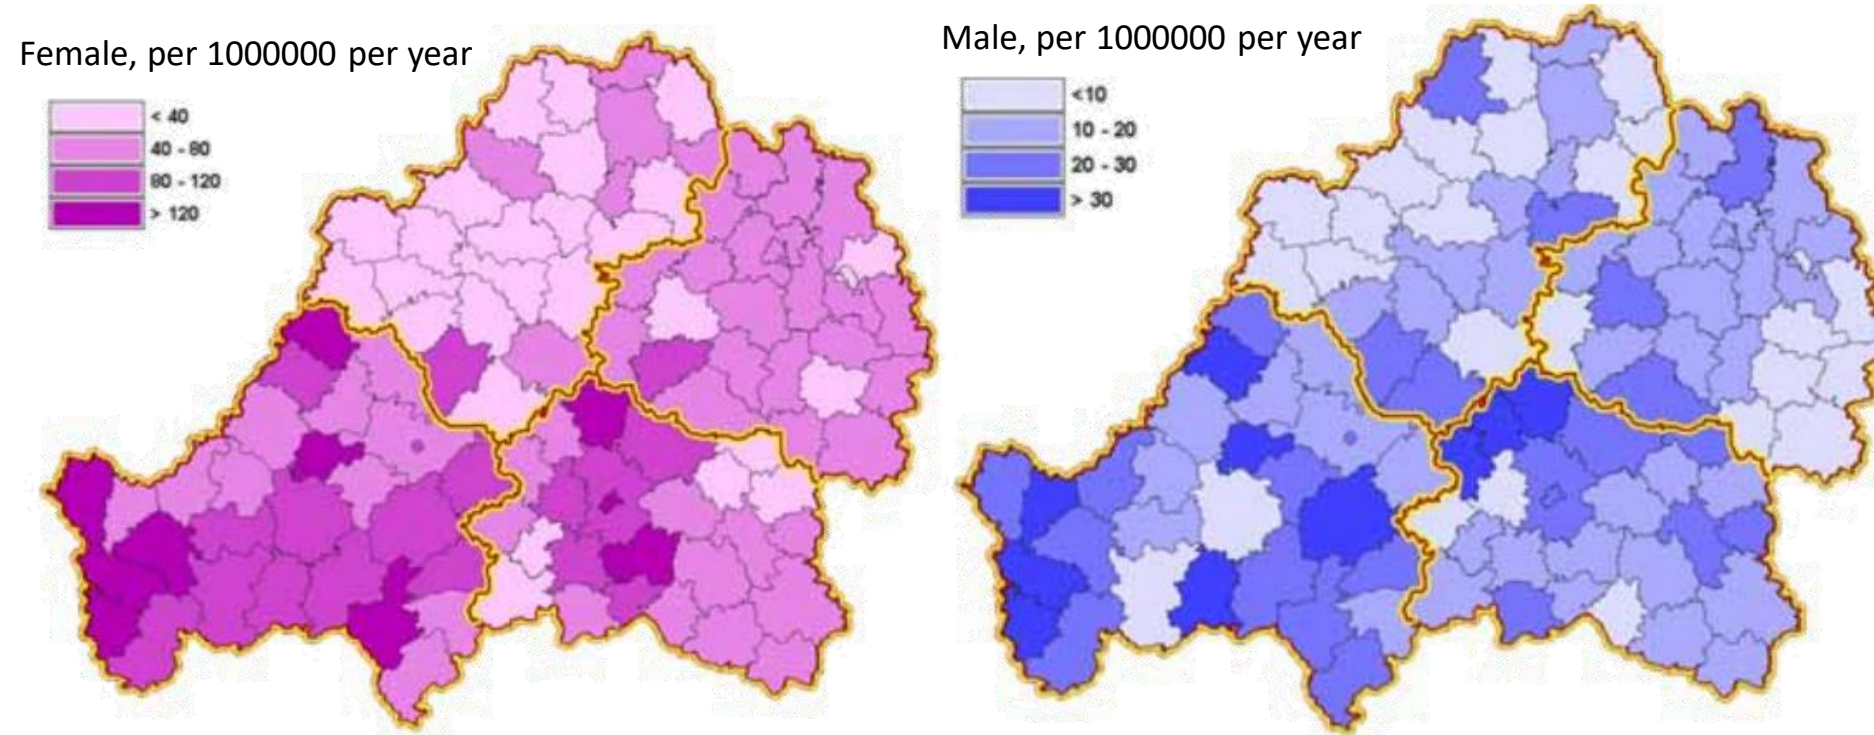 Female, per 1000000 per year
< 40
40 - 80
80 - 120
> 120
Male, per 1000000 per year
<10
10 - 20
20 - 30
> 30